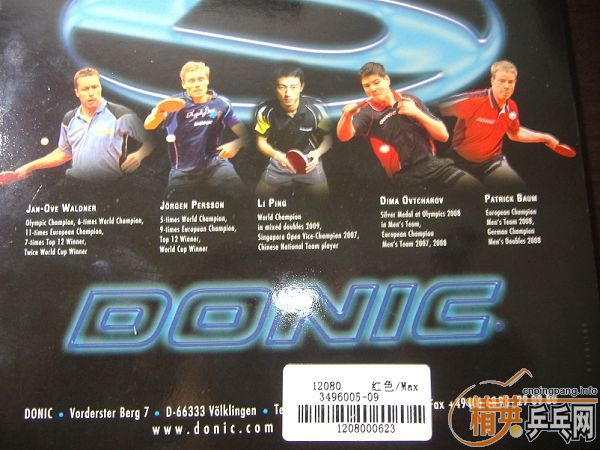 JAN-OVE WALDNER
Olympic Champion, 6-times World Champion,
11-times European Champion,
7-times Top 12 Winner,
Twice World Cup Winner
JÖRGEN PERSSON
5-times World Champion,
9-times European Champion,
Top 12 Winner,
World Cup Winner
LI PING
World Champion
in mixed doubles 2009,
Singapore Open Vice-Champion 2007,
Chinese National Team player
DIMA OVTCHAROV
Silver Medal at Olympics 2008
in Men's Team,
European Champion
Men's Team 2007, 2008
PATRICK BAUM
European Champion
Men's Team 2008,
German Champion
Men's Doubles 2008
DONIC
12080 红色/Max
3496005-09
1208000623
DONIC • Vorderster Berg 7 • D-66333 Völklingen • Te
Fax +49
www.donic.com
cnpingpang.info
精英乒乓网